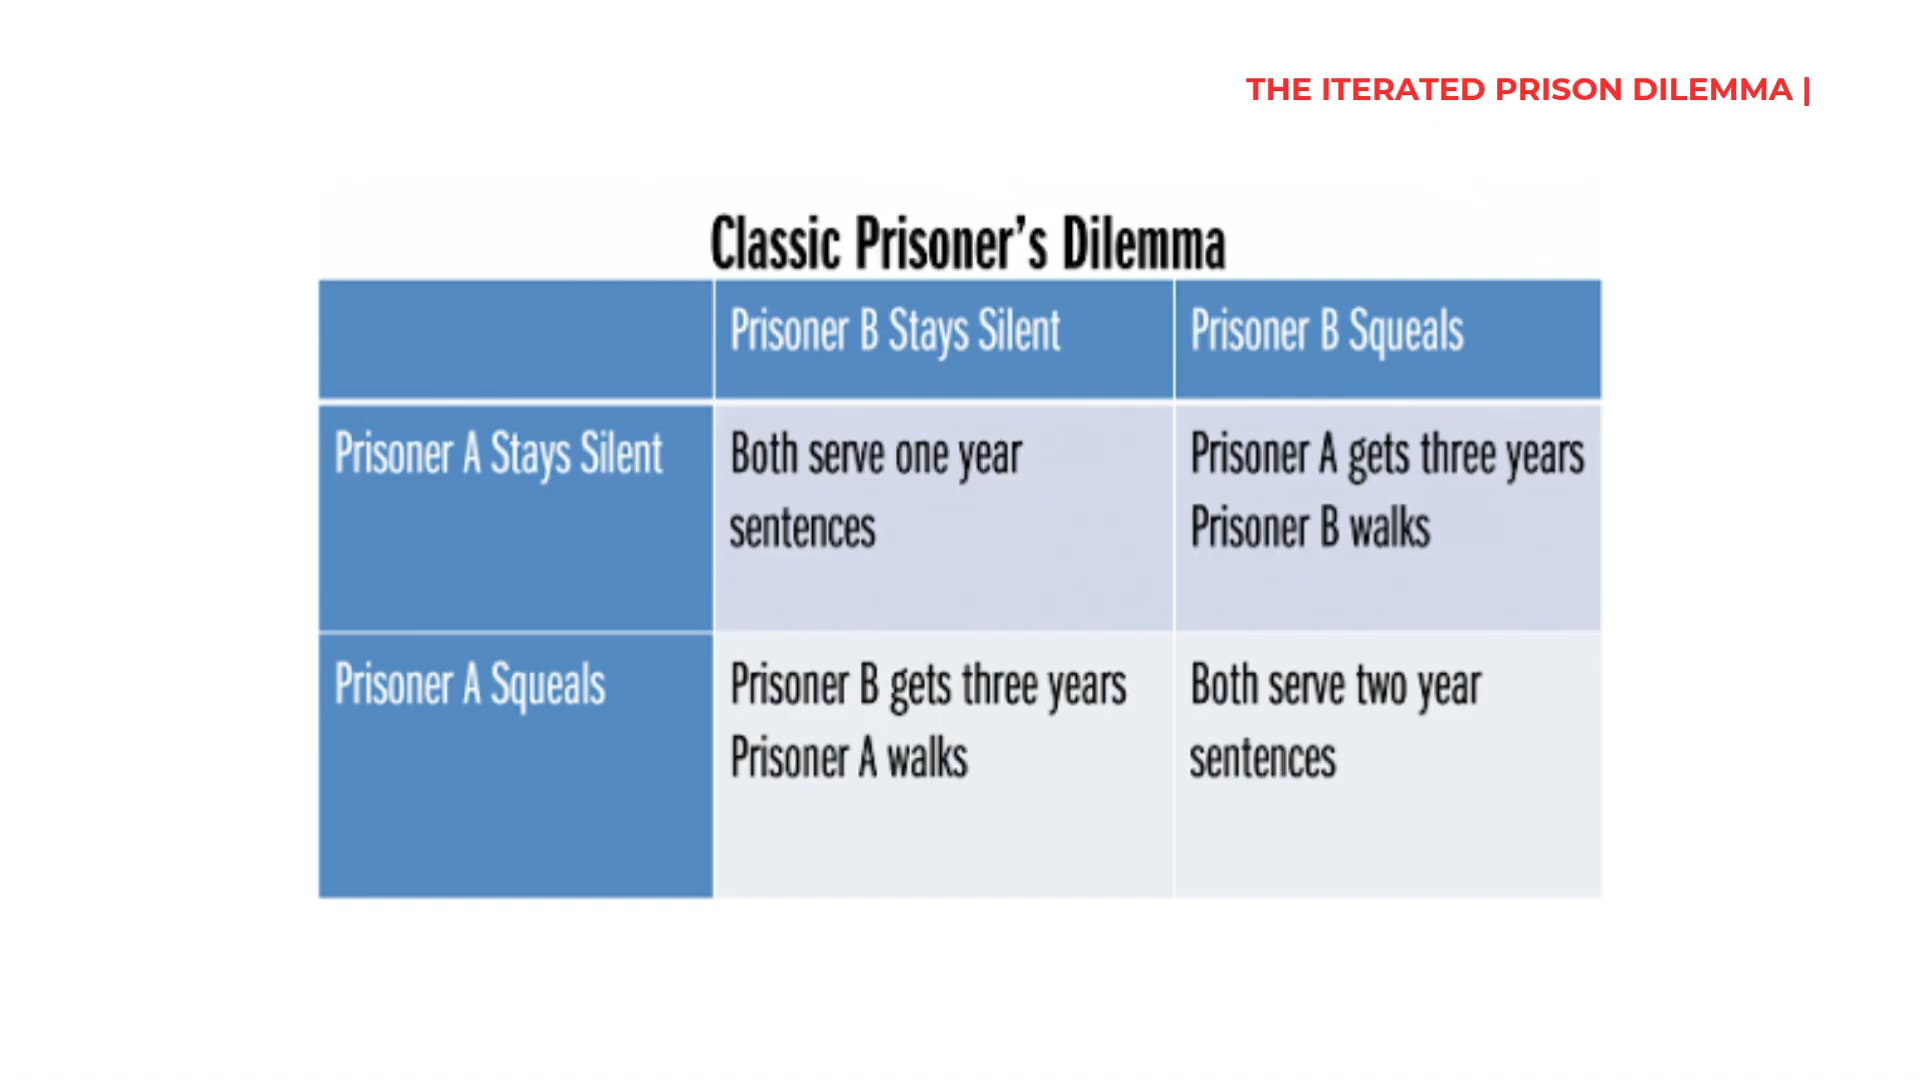 THE ITERATED PRISON DILEMMA |
Classic Prisoner's Dilemma
Prisoner B Stays Silent
Prisoner B Squeals
Prisoner A Stays Silent
Both serve one year
sentences
Prisoner A gets three years
Prisoner B walks
Prisoner A Squeals
Prisoner B gets three years
Prisoner A walks
Both serve two year
sentences